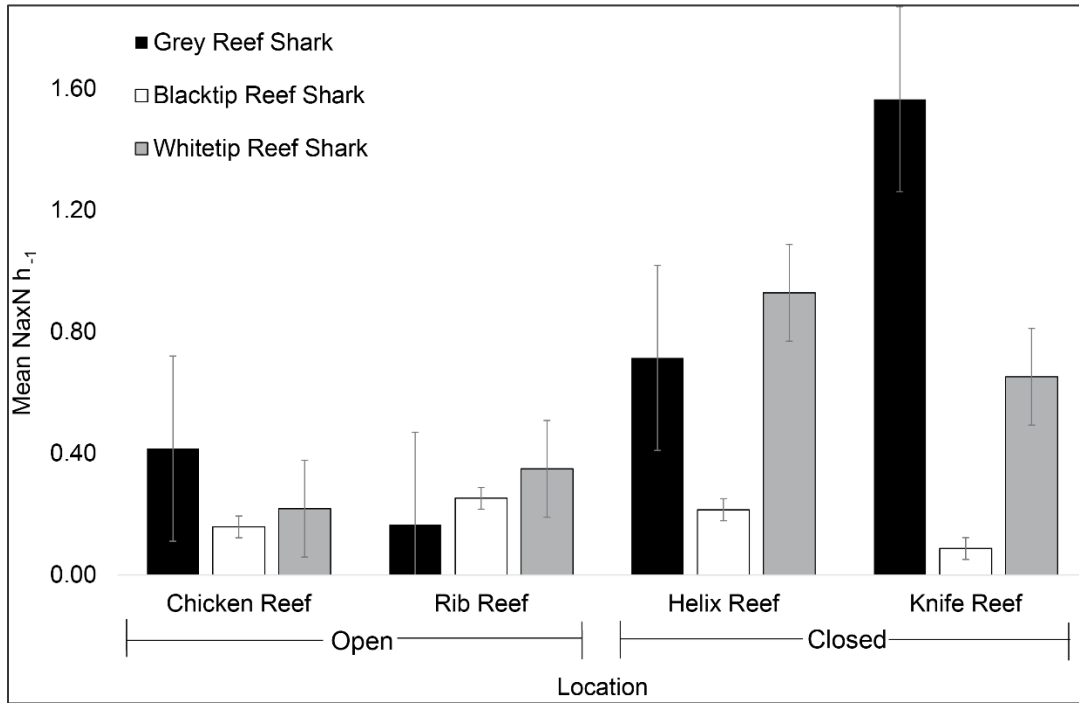 Grey Reef Shark
Blacktip Reef Shark
Whitetip Reef Shark
Mean NaxN h-1
1.60
1.20
0.80
0.40
0.00
Chicken Reef Rib Reef Helix Reef Knife Reef
Open Closed
Location